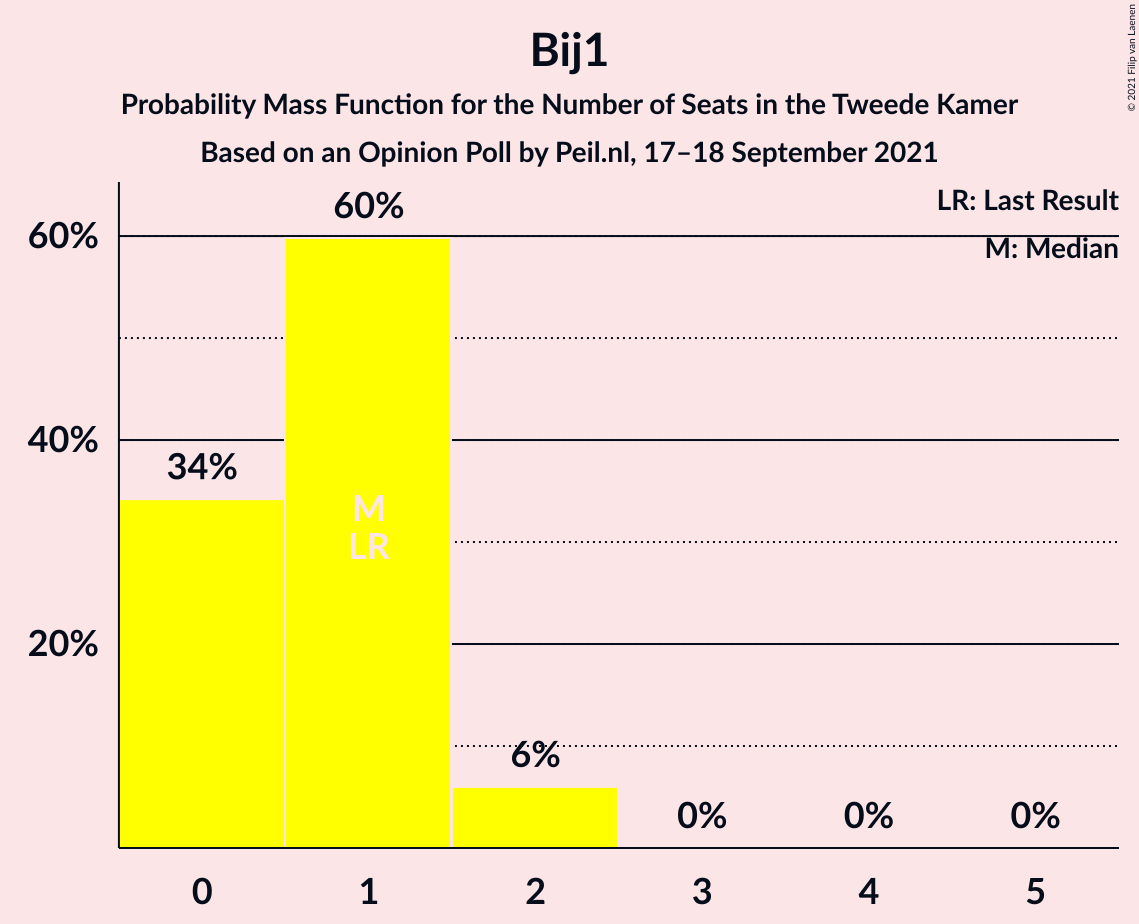 Bij1
Probability Mass Function for the Number of Seats in the Tweede Kamer
Based on an Opinion Poll by Peil.nl, 17–18 September 2021
© 2021 Filip van Laenen
LR: Last Result
M: Median
60%
40%
20%
34%
60%
M
LR
6%
0%
0%
0%
0
1
2
3
4
5